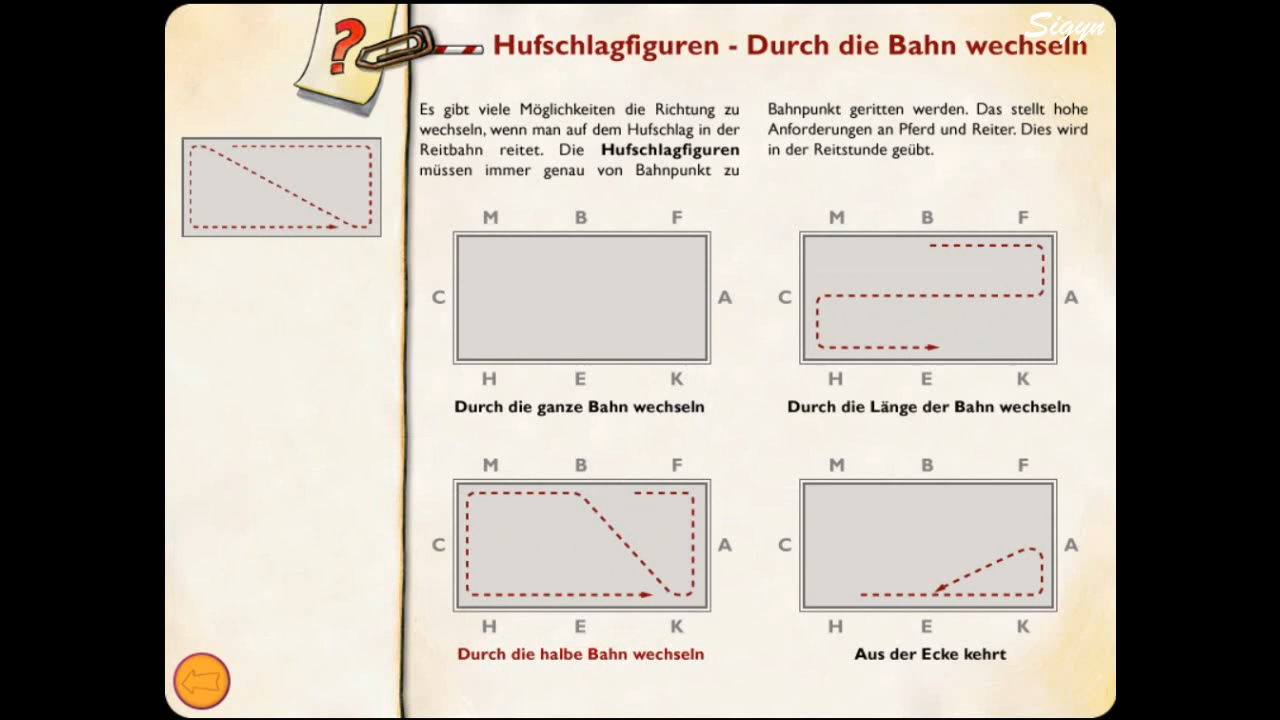 Sigyn
?
Hufschlagfiguren - Durch die Bahn wechseln
Es gibt viele Möglichkeiten die Richtung zu
wechseln, wenn man auf dem Hufschlag in der
Reitbahn reitet. Die Hufschlagfiguren
müssen immer genau von Bahnpunkt zu
Bahnpunkt geritten werden. Das stellt hohe
Anforderungen an Pferd und Reiter. Dies wird
in der Reitstunde geübt.
M B F
C A
H E K
Durch die ganze Bahn wechseln
M B F
C A
H E K
Durch die Länge der Bahn wechseln
M B F
C A
H E K
Durch die halbe Bahn wechseln
M B F
C A
H E K
Aus der Ecke kehrt